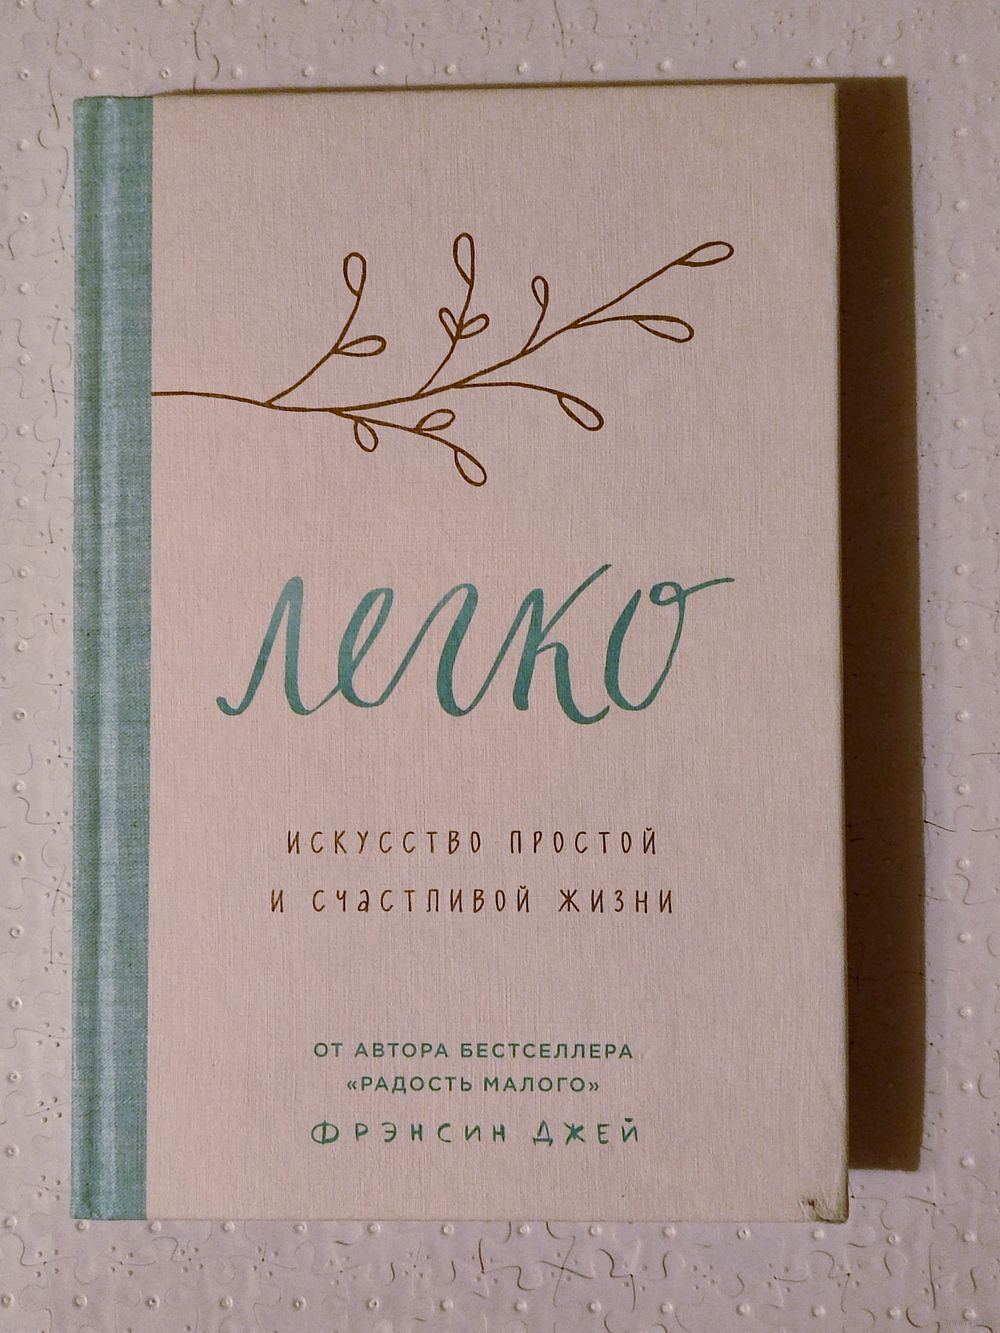 легко
ИСКУССТВО ПРОСТОЙ
И СЧАСТЛИВОЙ ЖИЗНИ
ОТ АВТОРА БЕСТСЕЛЛЕРА
«РАДОСТЬ МАЛОГО»
ФРЭНСИН ДЖЕЙ